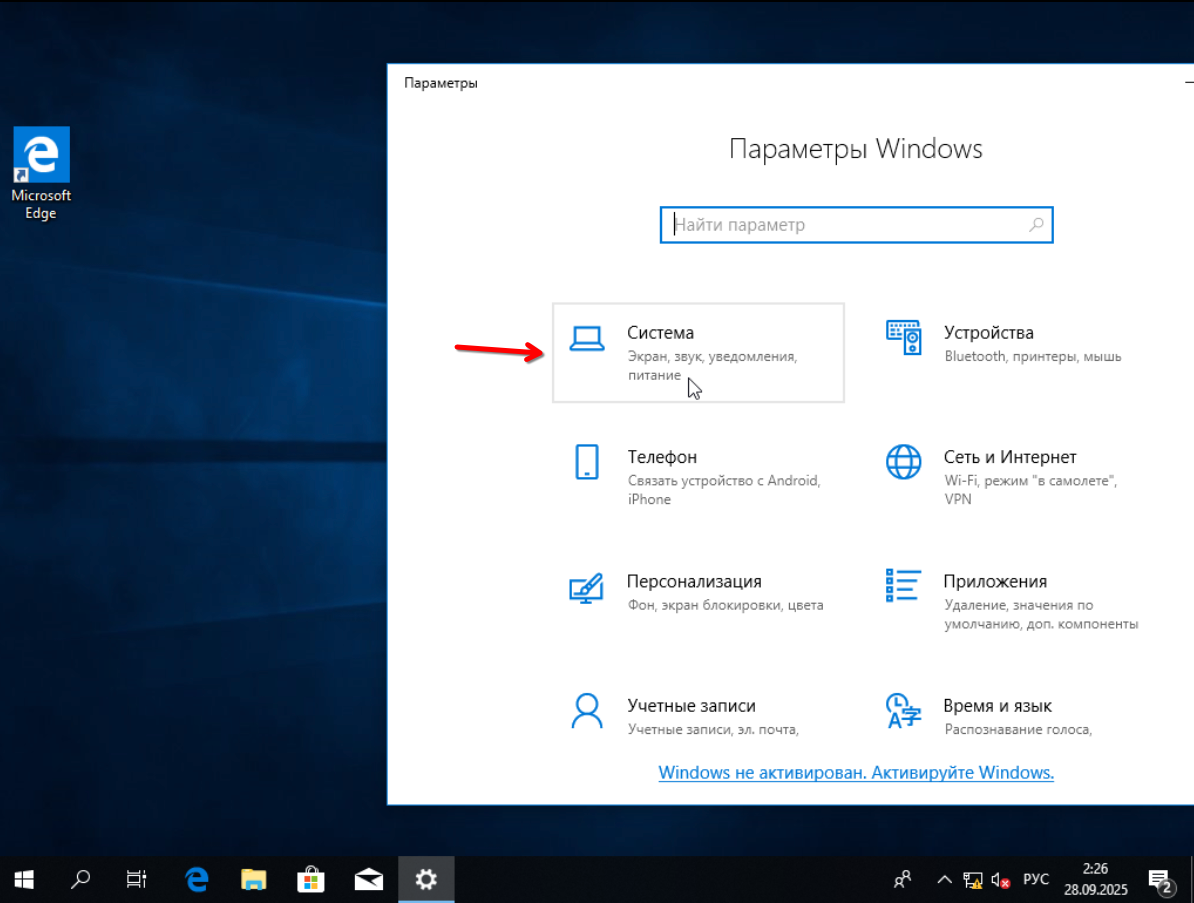 Параметры
Microsoft
Edge
Параметры Windows
Найти параметр
Система
Экран, звук, уведомления,
питание
Устройства
Bluetooth, принтеры, мышь
Телефон
Связать устройство с Android,
iPhone
Сеть и Интернет
Wi-Fi, режим "в самолете",
VPN
Персонализация
Фон, экран блокировки, цвета
Приложения
Удаление, значения по
умолчанию, доп. компоненты
Учетные записи
Учетные записи, эл. почта,
Время и язык
Распознавание голоса,
Windows не активирован. Активируйте Windows.
РУС
2:26
28.09.2025
2